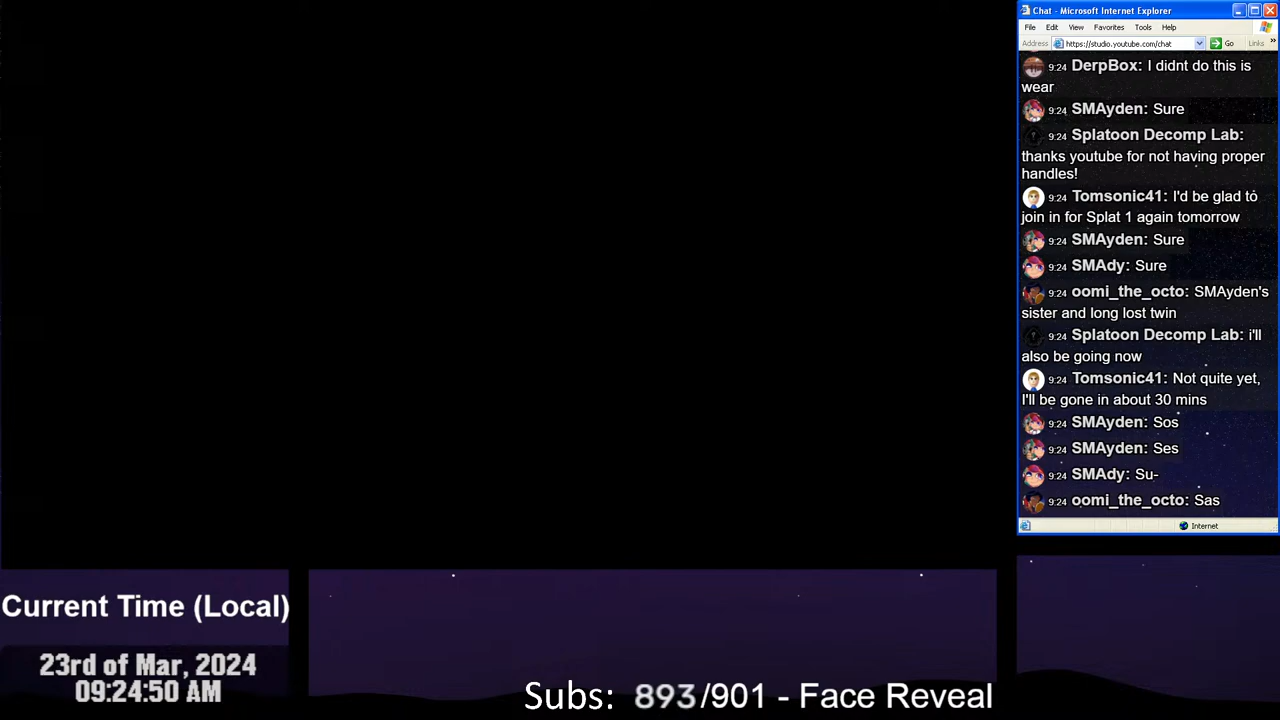 Chat - Microsoft Internet Explorer
File Edit View Favorites Tools Help
Address https://studio.youtube.com/chat Go Links »
9:24 DerpBox: I didnt do this is
wear
9:24 SMAyden: Sure
9:24 Splatoon Decomp Lab:
thanks youtube for not having proper
handles!
9:24 Tomsonic41: I'd be glad to
join in for Splat 1 again tomorrow
9:24 SMAyden: Sure
9:24 SMAdy: Sure
9:24 oomi_the_octo: SMAyden's
sister and long lost twin
9:24 Splatoon Decomp Lab: i'll
also be going now
9:24 Tomsonic41: Not quite yet,
I'll be gone in about 30 mins
9:24 SMAyden: Sos
9:24 SMAyden: Ses
9:24 SMAdy: Su-
9:24 oomi_the_octo: Sas
Internet
Current Time (Local)
23rd of Mar, 2024
09:24:50 AM
Subs: 893/901 - Face Reveal